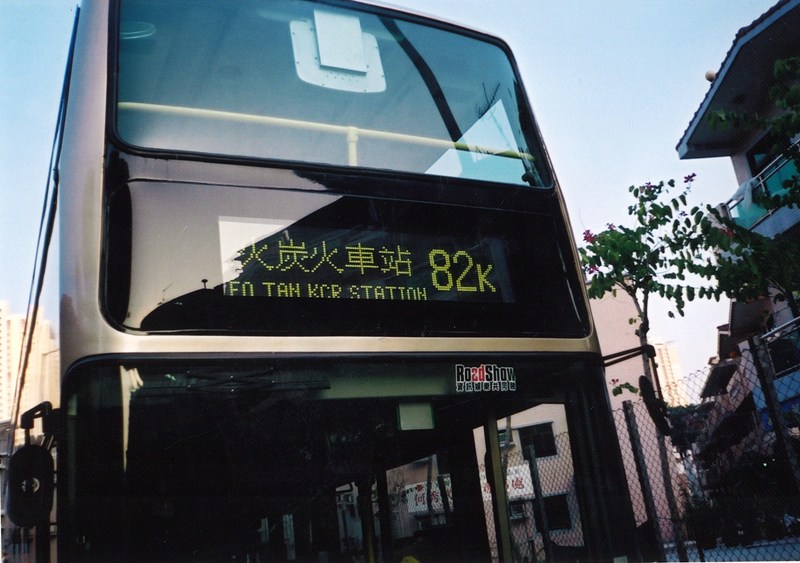 火炭火車站 82K
FO TAN KCR STATION
RoadShow